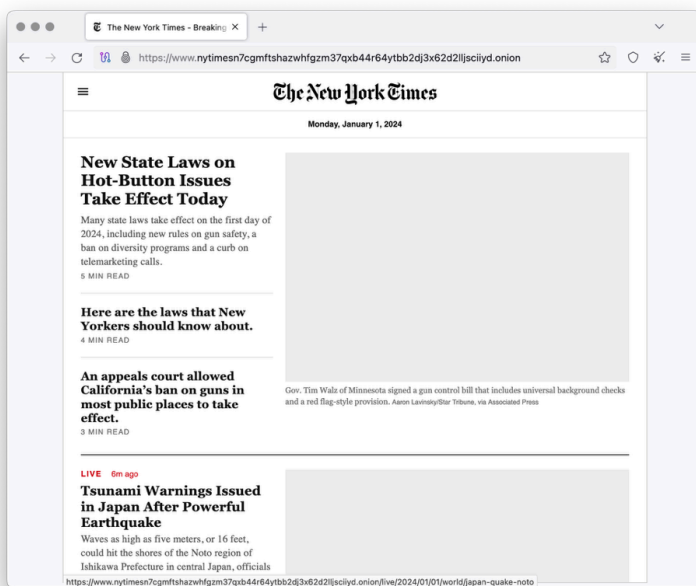 The New York Times - Breaking
https://www.nytimesn7cgmftshazwhfgzm37qxb44r64ytbb2dj3x62d2lljsciiyd.onion
The New York Times
Monday, January 1, 2024
New State Laws on
Hot-Button Issues
Take Effect Today
Many state laws take effect on the first day of
2024, including new rules on gun safety, a
ban on diversity programs and a curb on
telemarketing calls.
5 MIN READ
Here are the laws that New
Yorkers should know about.
4 MIN READ
An appeals court allowed
California’s ban on guns in
most public places to take
effect.
3 MIN READ
Gov. Tim Walz of Minnesota signed a gun control bill that includes universal background checks
and a red flag-style provision. Aaron Lavinsky/Star Tribune, via Associated Press
LIVE 6m ago
Tsunami Warnings Issued
in Japan After Powerful
Earthquake
Waves as high as five meters, or 16 feet,
could hit the shores of the Noto region of
Ishikawa Prefecture in central Japan, officials
https://www.nytimesn7cgmftshazwhfgzm37qxb44r64ytbb2dj3x62d2lljsciiyd.onion/live/2024/01/01/world/japan-quake-noto